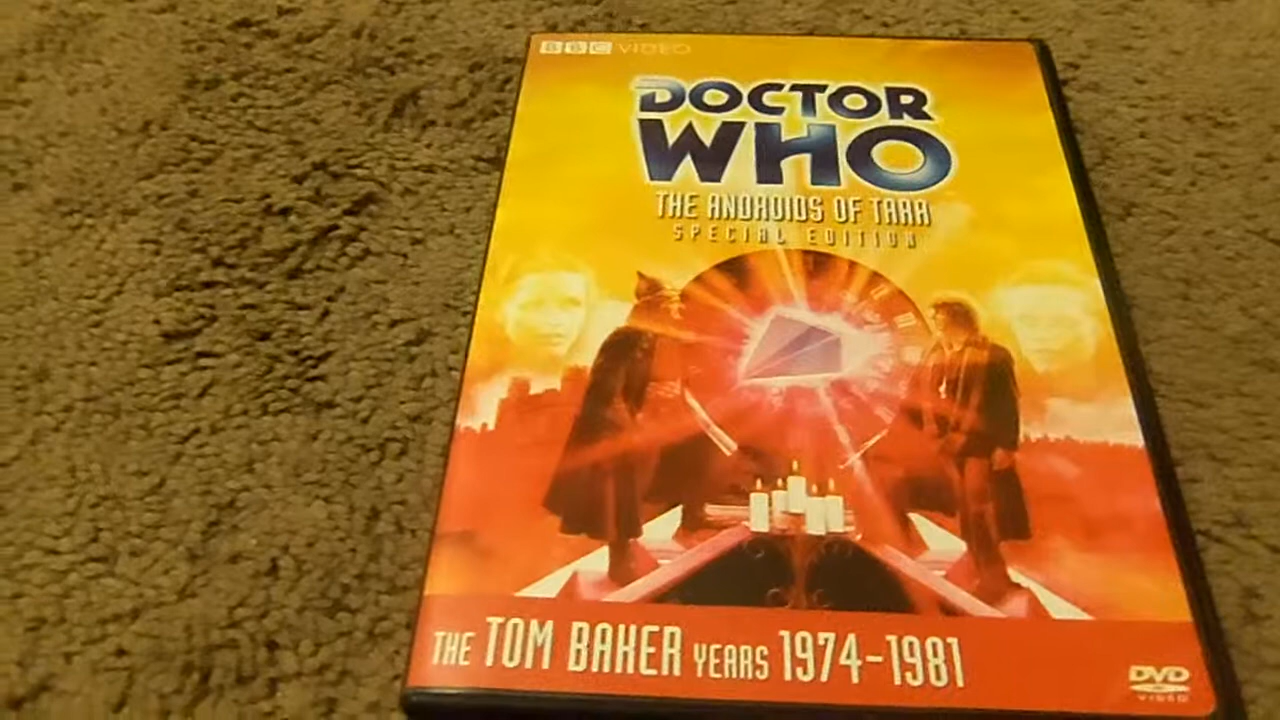 BBC VIDEO
DOCTOR
WHO
THE ANDROIDS OF TARA
SPECIAL EDITION
THE TOM BAKER YEARS 1974-1981
DVD
VIDEO